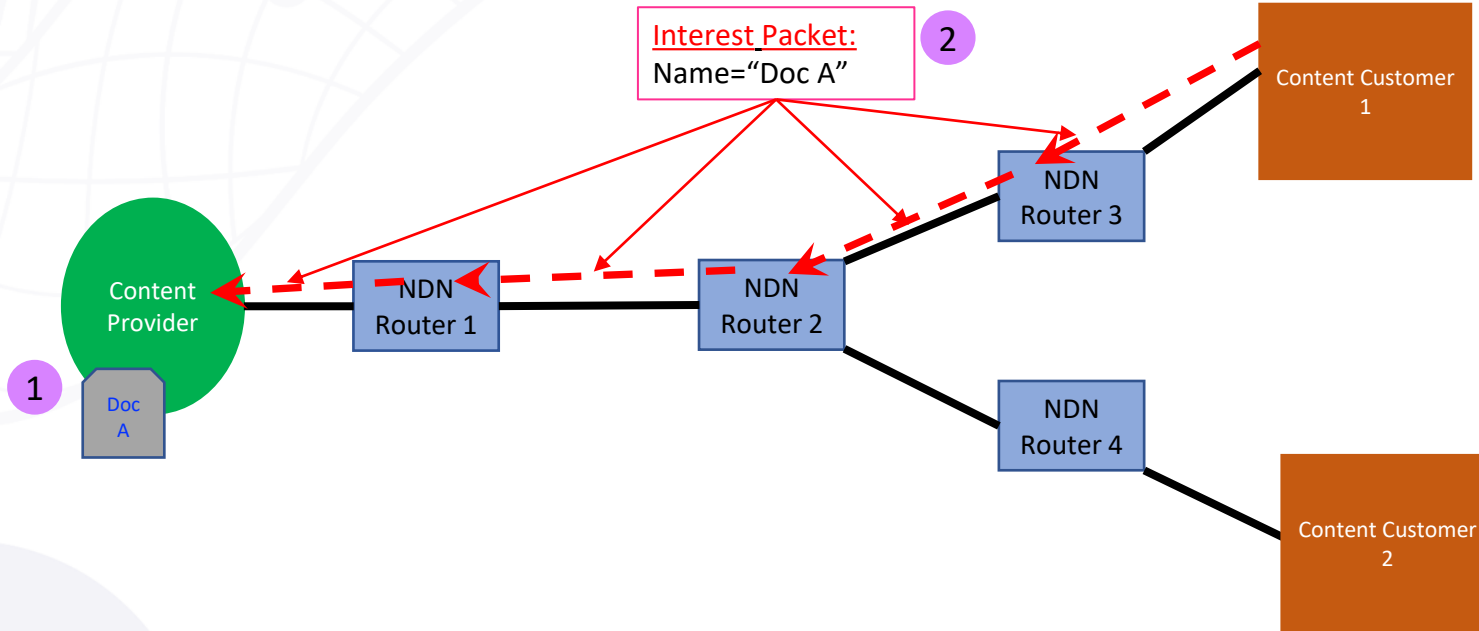 Interest Packet:
Name=“Doc A”
2
Content Customer
1
NDN
Router 3
Content
Provider
NDN
Router 1
NDN
Router 2
1
Doc
A
NDN
Router 4
Content Customer
2